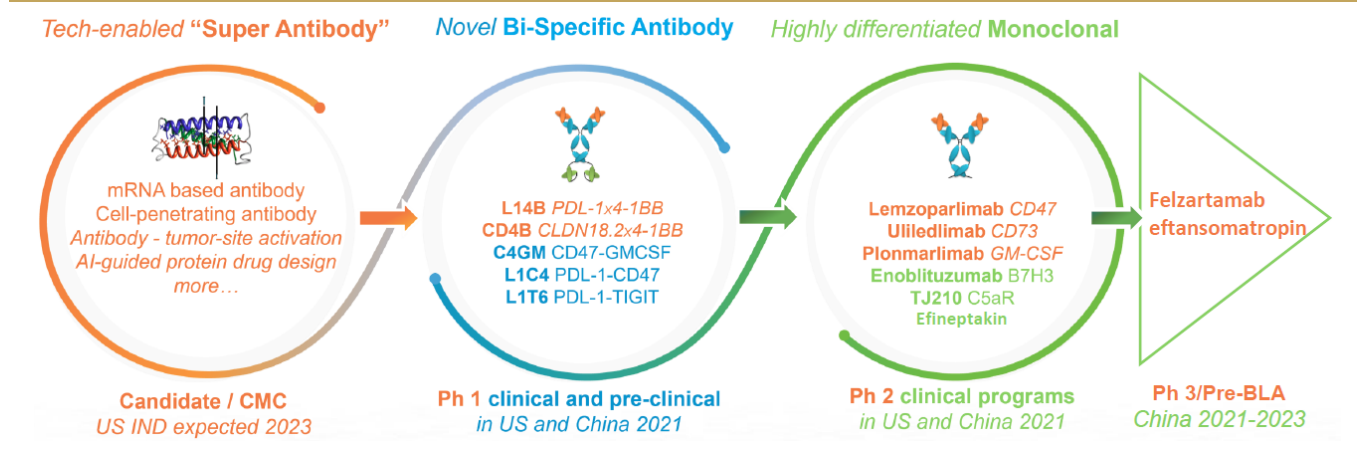 Tech-enabled “Super Antibody”
mRNA based antibody
Cell-penetrating antibody
Antibody - tumor-site activation
AI-guided protein drug design
more…
Candidate / CMC
US IND expected 2023
Novel Bi-Specific Antibody
L14B PDL-1x4-1BB
CD4B CLDN18.2x4-1BB
C4GM CD47-GMCSF
L1C4 PDL-1-CD47
L1T6 PDL-1-TIGIT
Ph 1 clinical and pre-clinical
in US and China 2021
Highly differentiated Monoclonal
Lemzoparlimab CD47
Uliledlimab CD73
Plonmarlimab GM-CSF
Enoblituzumab B7H3
TJ210 C5aR
Efineptakin
Ph 2 clinical programs
in US and China 2021
Felzartamab
eftansomatropin
Ph 3/Pre-BLA
China 2021-2023